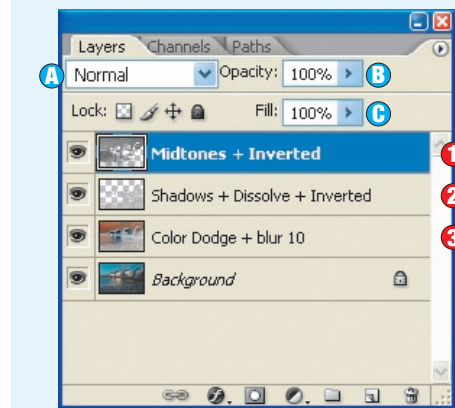 Layers Channels Paths
A Normal Opacity: 100% B
Lock: Fill: 100% C
Midtones + Inverted 1
Shadows + Dissolve + Inverted 2
Color Dodge + blur 10 3
Background